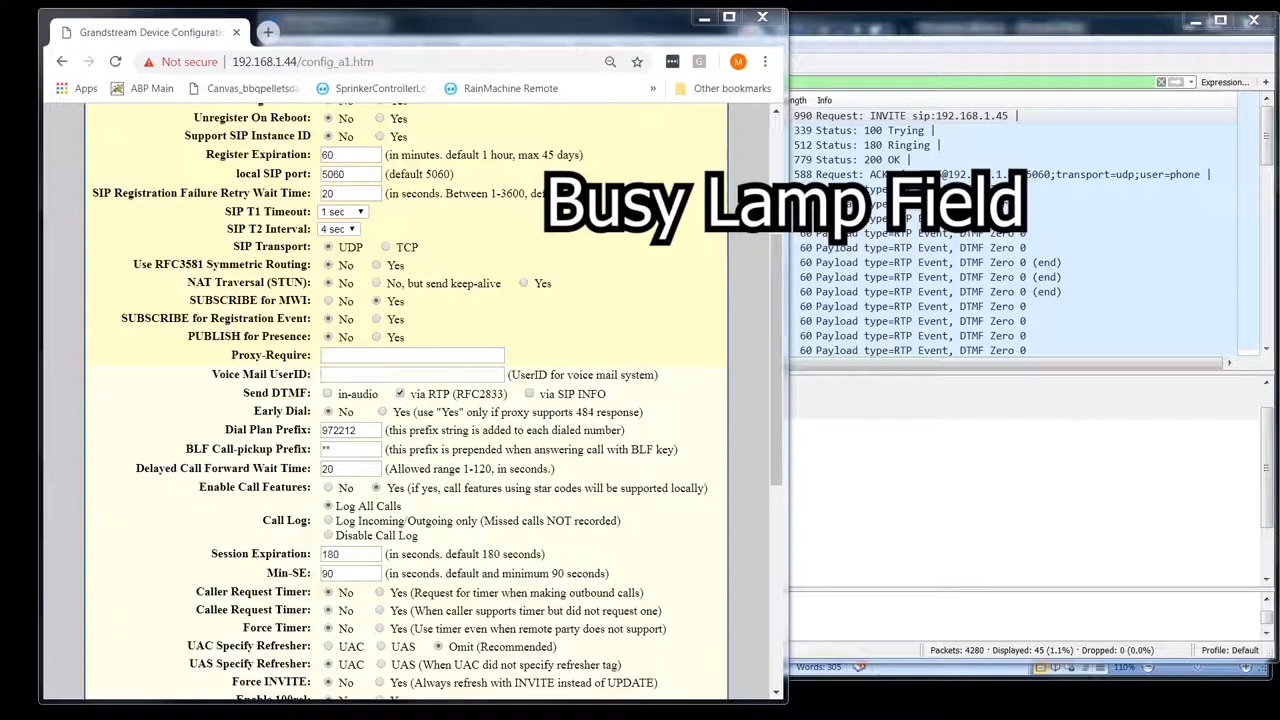 Grandstream Device Configurati
Not secure | 192.168.1.44/config_a1.htm
M
Apps ABP Main Canvas_bbqpelletsda SprinkerControllerLo RainMachine Remote » Other bookmarks
Unregister On Reboot: No Yes
Support SIP Instance ID No Yes
Register Expiration: 60 (in minutes. default 1 hour, max 45 days)
local SIP port: 5060 (default 5060)
SIP Registration Failure Retry Wait Time: 20 (in seconds. Between 1-3600,
SIP T1 Timeout: 1 sec
SIP T2 Interval: 4 sec
SIP Transport: UDP TCP
Use RFC3581 Symmetric Routing: No Yes
NAT Traversal (STUN): No No, but send keep-alive Yes
SUBSCRIBE for MWI: No Yes
SUBSCRIBE for Registration Event: No Yes
PUBLISH for Presence: No Yes
Proxy-Require:
Voice Mail UserID: (UserID for voice mail system)
Send DTMF: in-audio via RTP (RFC2833) via SIP INFO
Early Dial: No Yes (use "Yes" only if proxy supports 484 response)
Dial Plan Prefix: 972212 (this prefix string is added to each dialed number)
BLF Call-pickup Prefix: ** (this prefix is prepended when answering call with BLF key)
Delayed Call Forward Wait Time: 20 (Allowed range 1-120, in seconds.)
Enable Call Features: No Yes (if yes, call features using star codes will be supported locally)
Log All Calls
Call Log: Log Incoming/Outgoing only (Missed calls NOT recorded)
Disable Call Log
Session Expiration: 180 (in seconds. default 180 seconds)
Min-SE: 90 (in seconds. default and minimum 90 seconds)
Caller Request Timer: No Yes (Request for timer when making outbound calls)
Callee Request Timer: No Yes (When caller supports timer but did not request one)
Force Timer: No Yes (Use timer even when remote party does not support)
UAC Specify Refresher: UAC UAS Omit (Recommended)
UAS Specify Refresher: UAC UAS (When UAC did not specify refresher tag)
Force INVITE: No Yes (Always refresh with INVITE instead of UPDATE)
Busy Lamp Field
Expression... +
ngth Info
990 Request: INVITE sip:192.168.1.45 |
339 Status: 100 Trying |
512 Status: 180 Ringing |
779 Status: 200 OK |
588 Request: 5060;transport=udp;user=phone |
60 Payload type=RTP Event, DTMF Zero 0
60 Payload type=RTP Event, DTMF Zero 0 (end)
60 Payload type=RTP Event, DTMF Zero 0 (end)
60 Payload type=RTP Event, DTMF Zero 0 (end)
60 Payload type=RTP Event, DTMF Zero 0
60 Payload type=RTP Event, DTMF Zero 0
60 Payload type=RTP Event, DTMF Zero 0
60 Payload type=RTP Event, DTMF Zero 0
Packets: 4280 · Displayed: 45 (1.1%) · Dropped: 0 (0.0%) Profile: Default
Words: 305 110%